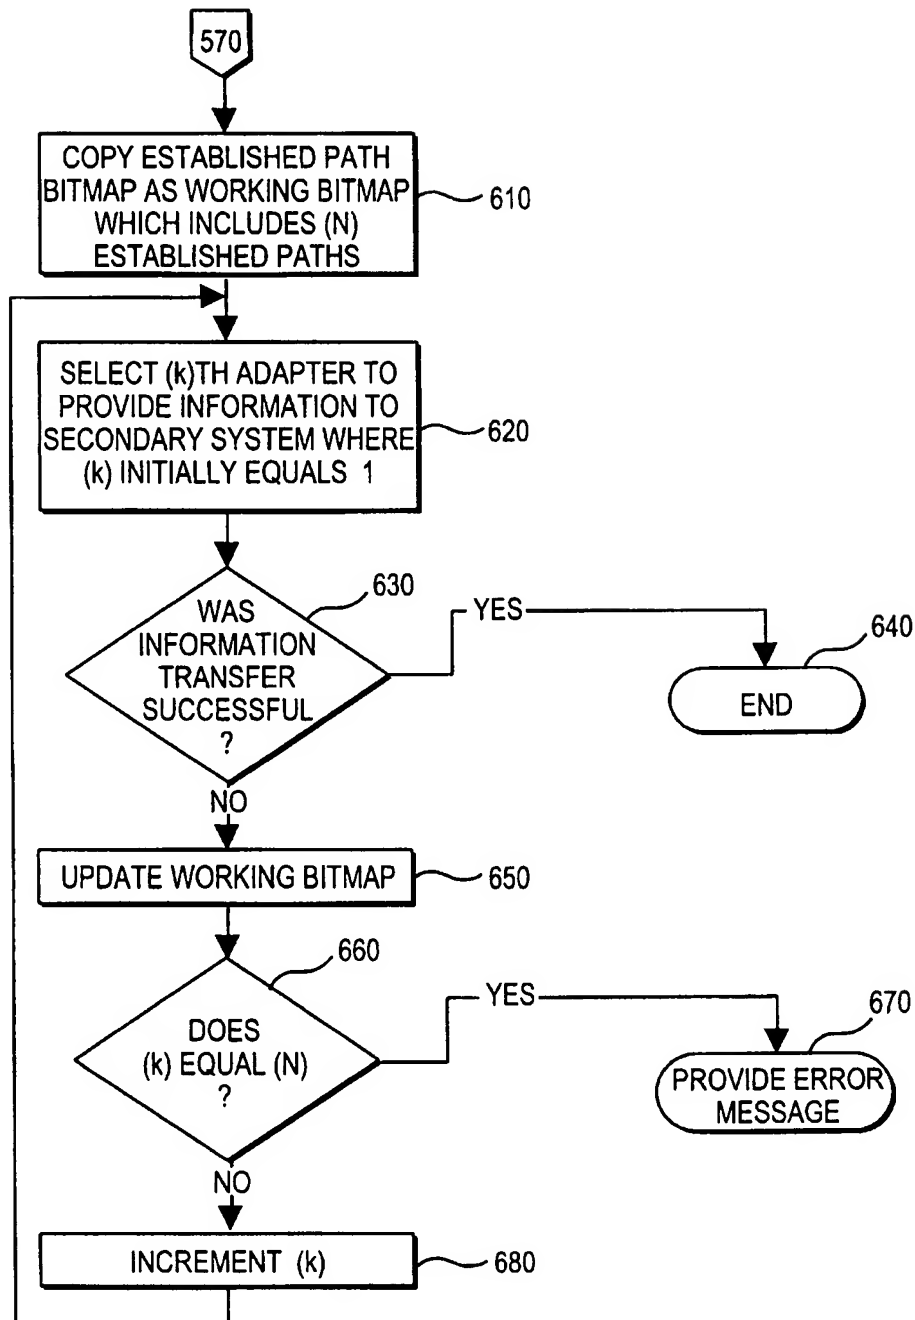 570
COPY ESTABLISHED PATH
BITMAP AS WORKING BITMAP
WHICH INCLUDES (N)
ESTABLISHED PATHS
610
SELECT (k)TH ADAPTER TO
PROVIDE INFORMATION TO
SECONDARY SYSTEM WHERE
(k) INITIALLY EQUALS 1
620
630
WAS
INFORMATION
TRANSFER
SUCCESSFUL
?
YES
640
END
NO
UPDATE WORKING BITMAP
650
660
DOES
(k) EQUAL (N)
?
YES
670
PROVIDE ERROR
MESSAGE
NO
INCREMENT (k)
680